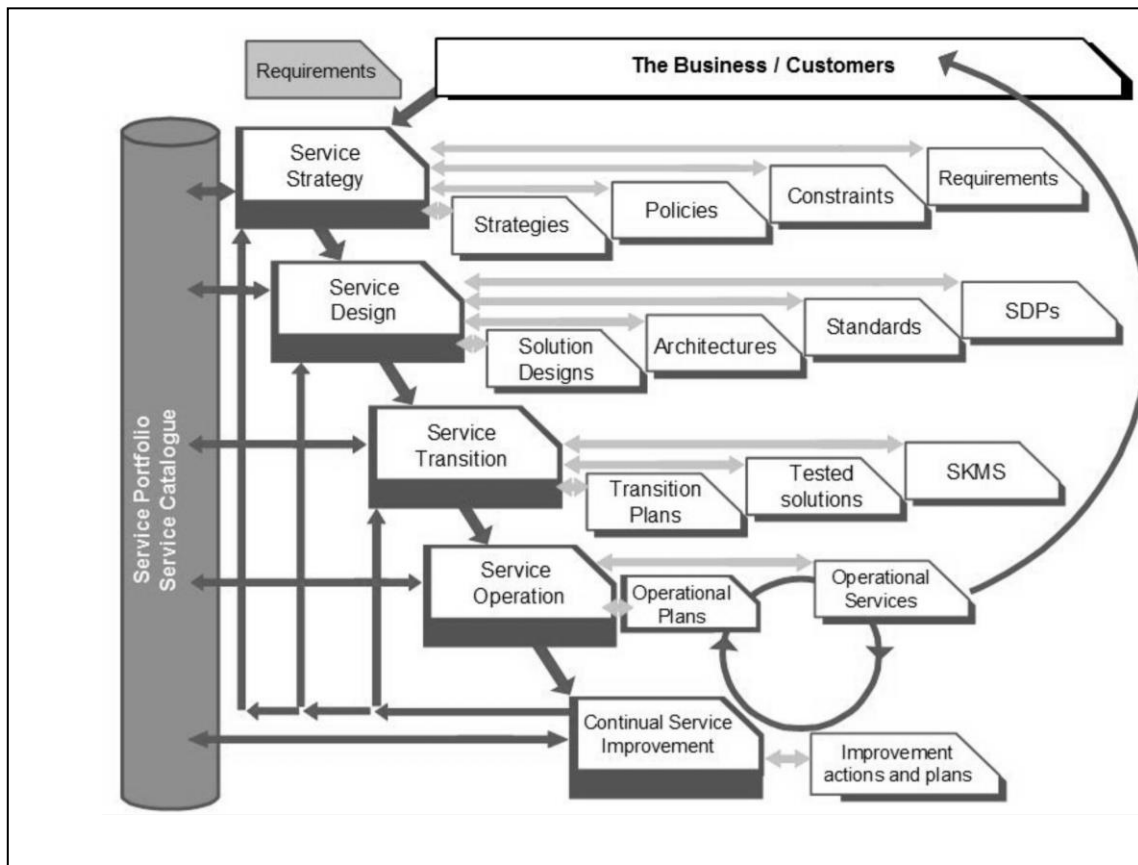 Requirements
The Business / Customers
Service
Strategy
Strategies
Policies
Constraints
Requirements
Service
Design
Solution
Designs
Architectures
Standards
SDPs
Service
Transition
Transition
Plans
Tested
solutions
SKMS
Service
Operation
Operational
Plans
Operational
Services
Continual Service
Improvement
Improvement
actions and plans
Service Portfolio
Service Catalogue